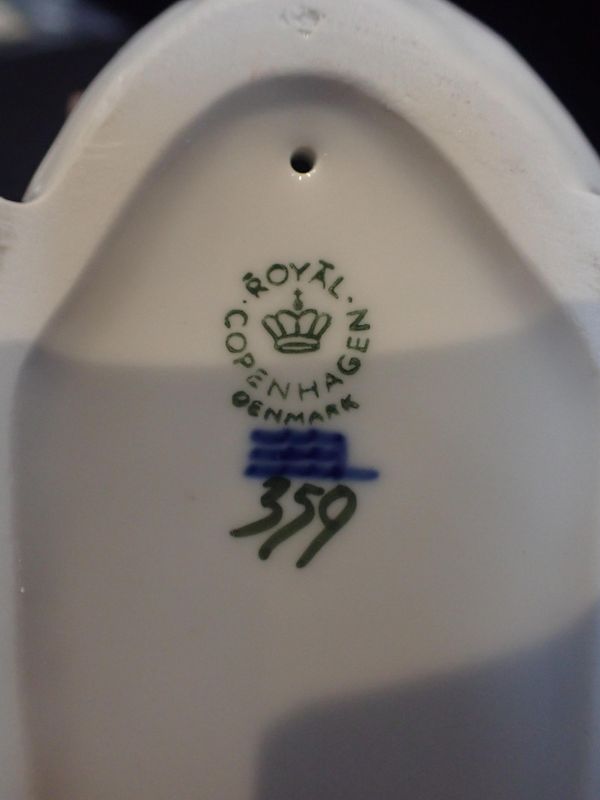 ROYAL
COPENHAGEN
DENMARK
359